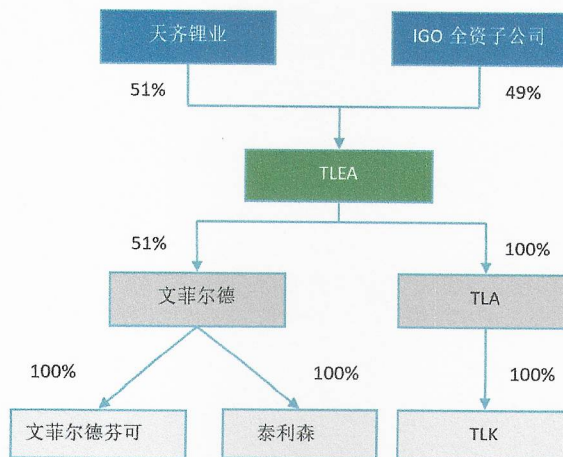 天齐锂业
IGO 全资子公司
51%
49%
TLEA
51%
100%
文菲尔德
TLA
100%
100%
100%
文菲尔德芬可
泰利森
TLK